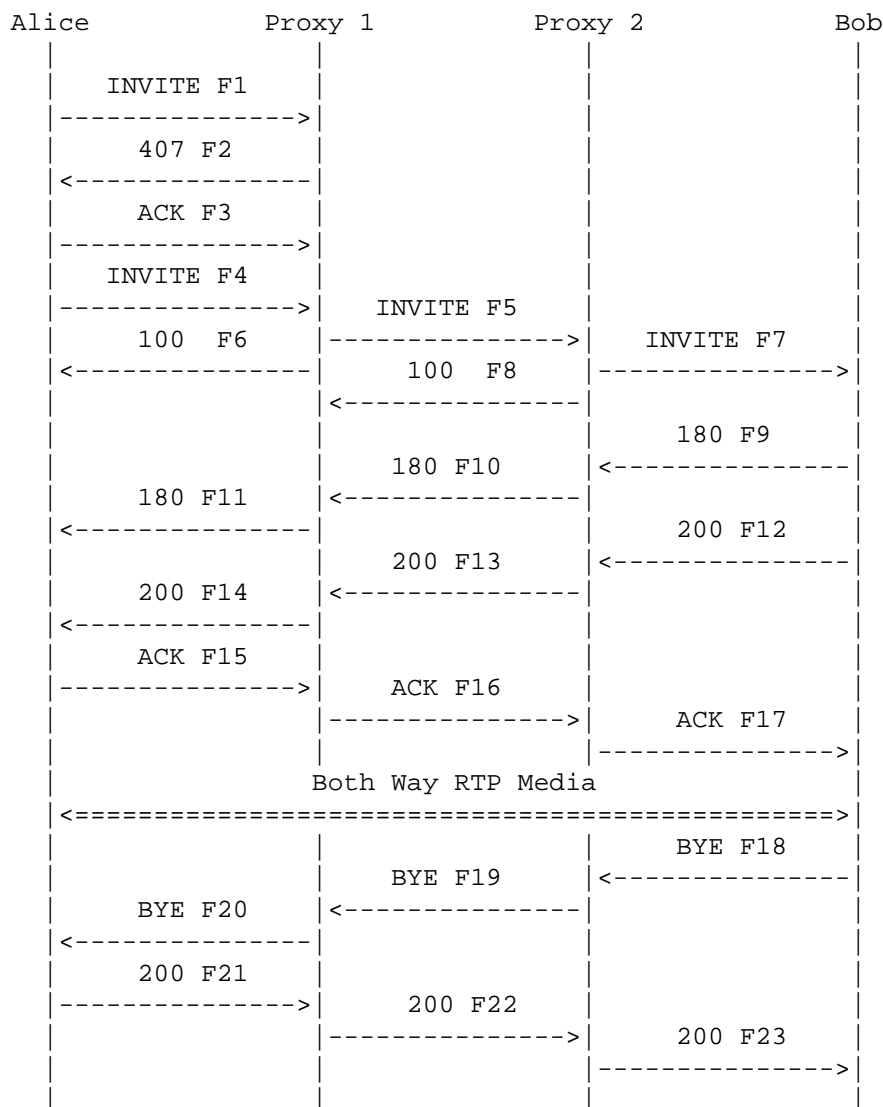 Alice Proxy 1 Proxy 2 Bob
INVITE F1
407 F2
ACK F3
INVITE F4
INVITE F5
100 F6 INVITE F7
100 F8
180 F9
180 F10
180 F11
200 F12
200 F13
200 F14
ACK F15
ACK F16
ACK F17
Both Way RTP Media
BYE F18
BYE F19
BYE F20
200 F21
200 F22
200 F23